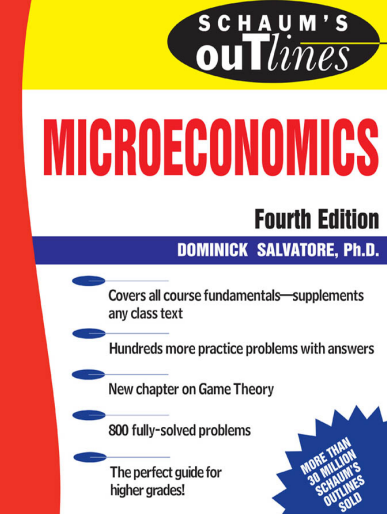 SCHAUM'S
ouTlines
MICROECONOMICS
Fourth Edition
DOMINICK SALVATORE, Ph.D.
Covers all course fundamentals—supplements
any class text
Hundreds more practice problems with answers
New chapter on Game Theory
800 fully-solved problems
The perfect guide for
higher grades!
MORE THAN
30 MILLION
SCHAUM'S
OUTLINES
SOLD